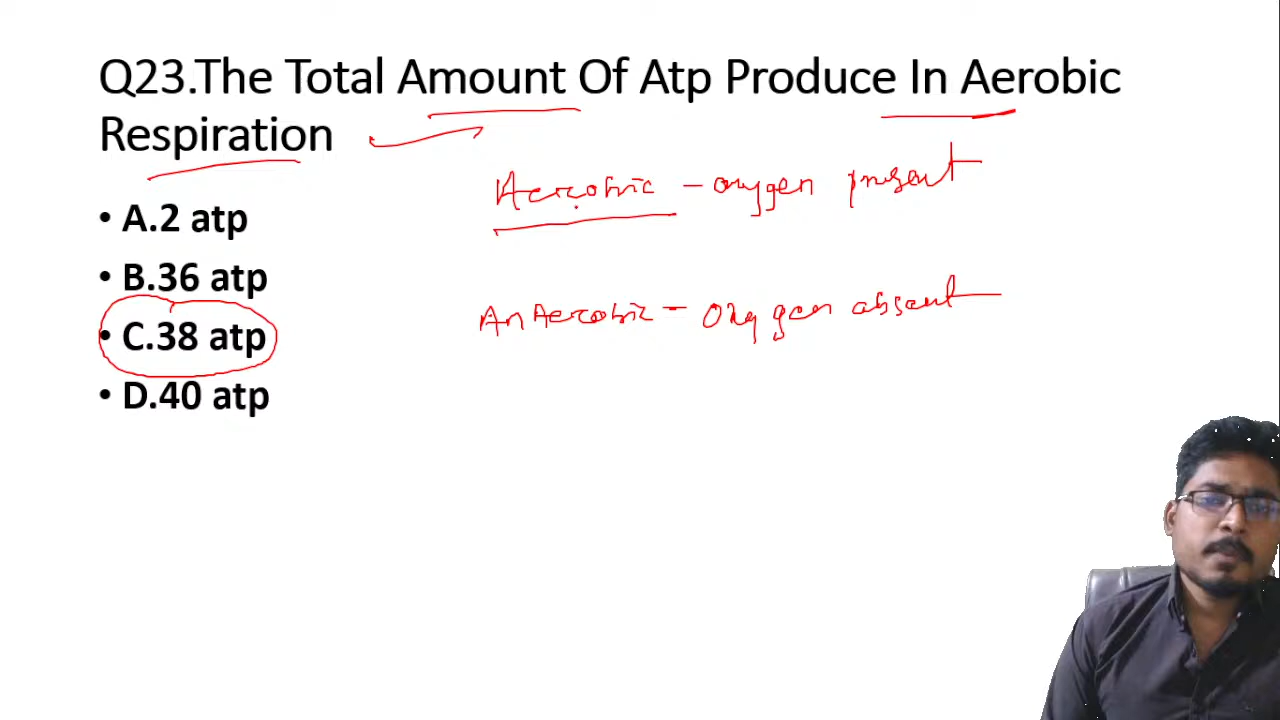 Q23.The Total Amount Of Atp Produce In Aerobic
Respiration
Aerobic - oxygen present
• A.2 atp
• B.36 atp
AnAerobic - Oxygen absent
• C.38 atp
• D.40 atp